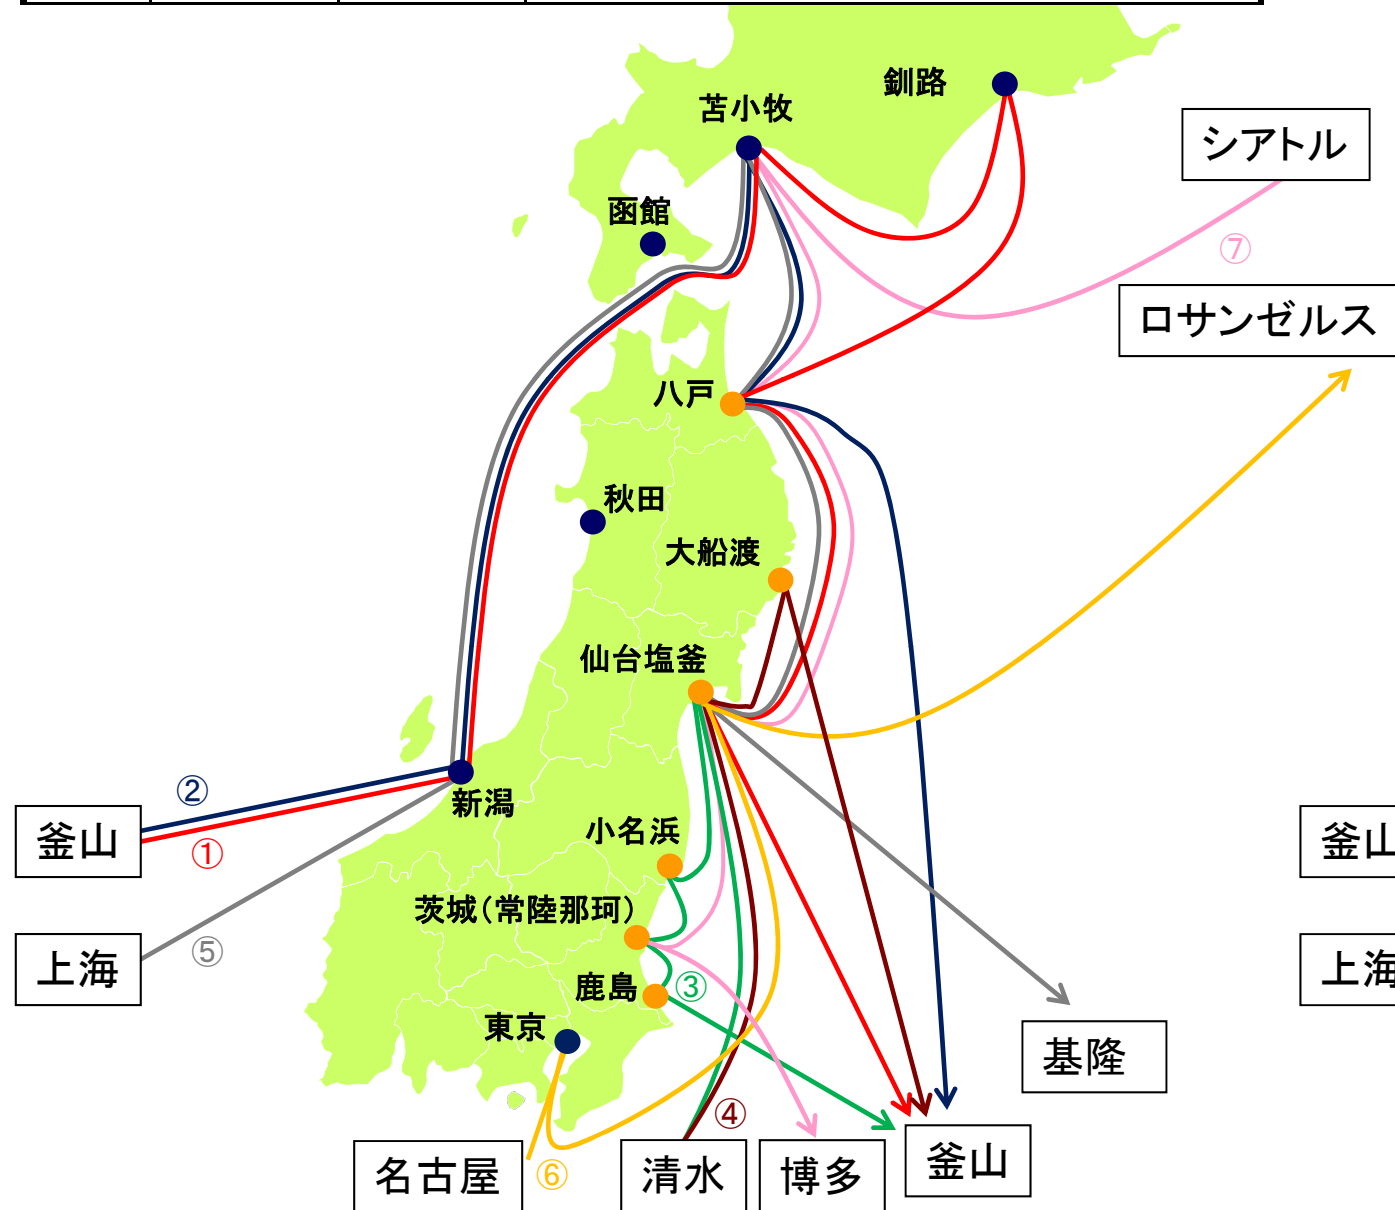 釧路
苫小牧
シアトル
函館
⑦
ロサンゼルス
八戸
秋田
大船渡
仙台塩釜
②
新潟
釜山
①
小名浜
釜山
茨城（常陸那珂）
⑤
上海
上海
鹿島
③
東京
基隆
④
名古屋
⑥
清水
博多
釜山